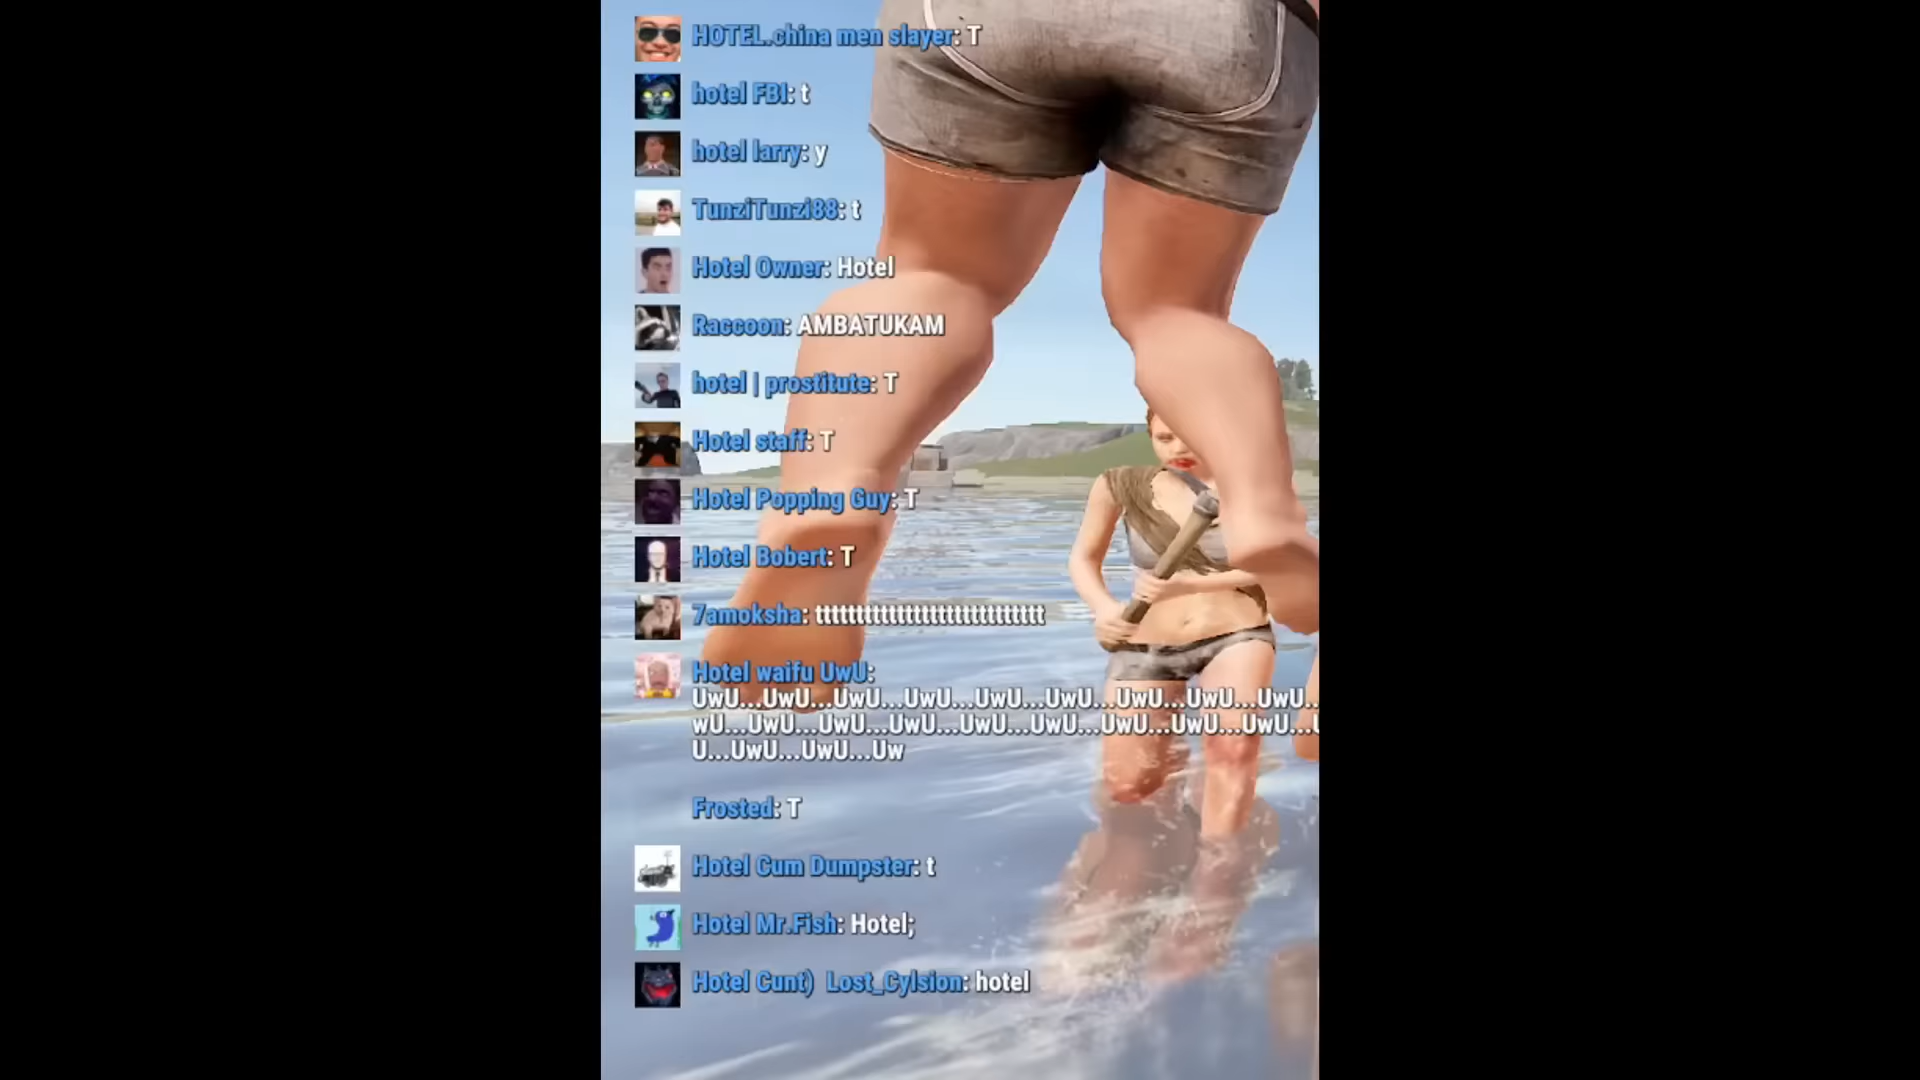 HOTEL.china men slayer: T
hotel FBI: t
hotel larry: y
TunziTunzi88: t
Hotel Owner: Hotel
Raccoon: AMBATUKAM
hotel | prostitute: T
Hotel staff: T
Hotel Popping Guy: T
Hotel Bobert: T
7amoksha: tttttttttttttttttttttttttttt
Hotel waifu UwU:
UwU...UwU...UwU...UwU...UwU...UwU...UwU...UwU...UwU..
wU...UwU...UwU...UwU...UwU...UwU...UwU...UwU...UwU...U
U...UwU...UwU...Uw
Frosted: T
Hotel Cum Dumpster: t
Hotel Mr.Fish: Hotel;
Hotel Cunt) Lost_Cylsion: hotel